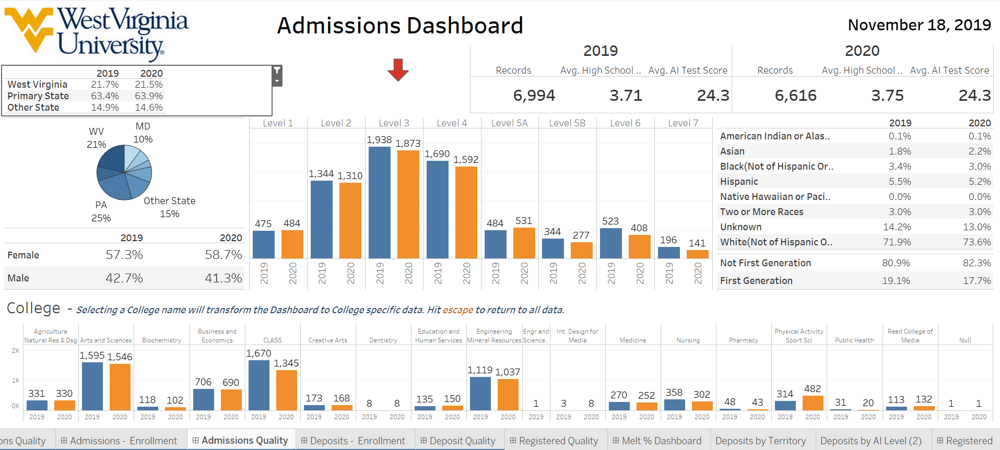 West Virginia
University.
Admissions Dashboard
November 18, 2019
2019 2020
West Virginia 21.7% 21.5%
Primary State 63.4% 63.9%
Other State 14.9% 14.6%
2019 2020
Records Avg. High School .. Avg. AI Test Score Records Avg. High School .. Avg. AI Test Score
6,994 3.71 24.3 6,616 3.75 24.3
WV
21%
MD
10%
PA
25%
Other State
15%
2019 2020
Female 57.3% 58.7%
Male 42.7% 41.3%
Level 1 Level 2 Level 3 Level 4 Level 5A Level 5B Level 6 Level 7
475 484 1,344 1,310 1,938 1,873 1,690 1,592 484 531 344 277 523 408 196 141
2019 2020 2019 2020 2019 2020 2019 2020 2019 2020 2019 2020 2019 2020 2019 2020
2019 2020
American Indian or Alas.. 0.1% 0.1%
Asian 1.8% 2.2%
Black(Not of Hispanic Or.. 3.4% 3.0%
Hispanic 5.5% 5.2%
Native Hawaiian or Paci.. 0.0% 0.0%
Two or More Races 3.0% 3.0%
Unknown 14.2% 13.0%
White(Not of Hispanic O.. 71.9% 73.6%
Not First Generation 80.9% 82.3%
First Generation 19.1% 17.7%
College - Selecting a College name will transform the Dashboard to College specific data. Hit escape to return to all data.
Agriculture
Natural Res & Dsg
Arts and Sciences
Biochemistry
Business and
Economics
CLASS
Creative Arts
Dentistry
Education and
Human Services
Engineering
Mineral Resources
Engr and
Science..
Int. Design for
Media
Medicine
Nursing
Pharmacy
Physical Activity
Sport Sci
Public Health
Reed College of
Media
Null
2K
1K
0K
331 330 1,595 1,546 118 102 706 690 1,670 1,345 173 168 8 8 135 150 1,119 1,037 1 3 8 270 252 358 302 48 43 314 482 31 20 113 132 1 1
2019 2020 2019 2020 2019 2020 2019 2020 2019 2020 2019 2020 2019 2020 2019 2020 2019 2020 2019 2019 2020 2019 2020 2019 2020 2019 2020 2019 2020 2019 2020 2019 2020 2019 2020
ons Quality Admissions - Enrollment Admissions Quality Deposits - Enrollment Deposit Quality Registered Quality Melt % Dashboard Deposits by Territory Deposits by AI Level (2) Registered